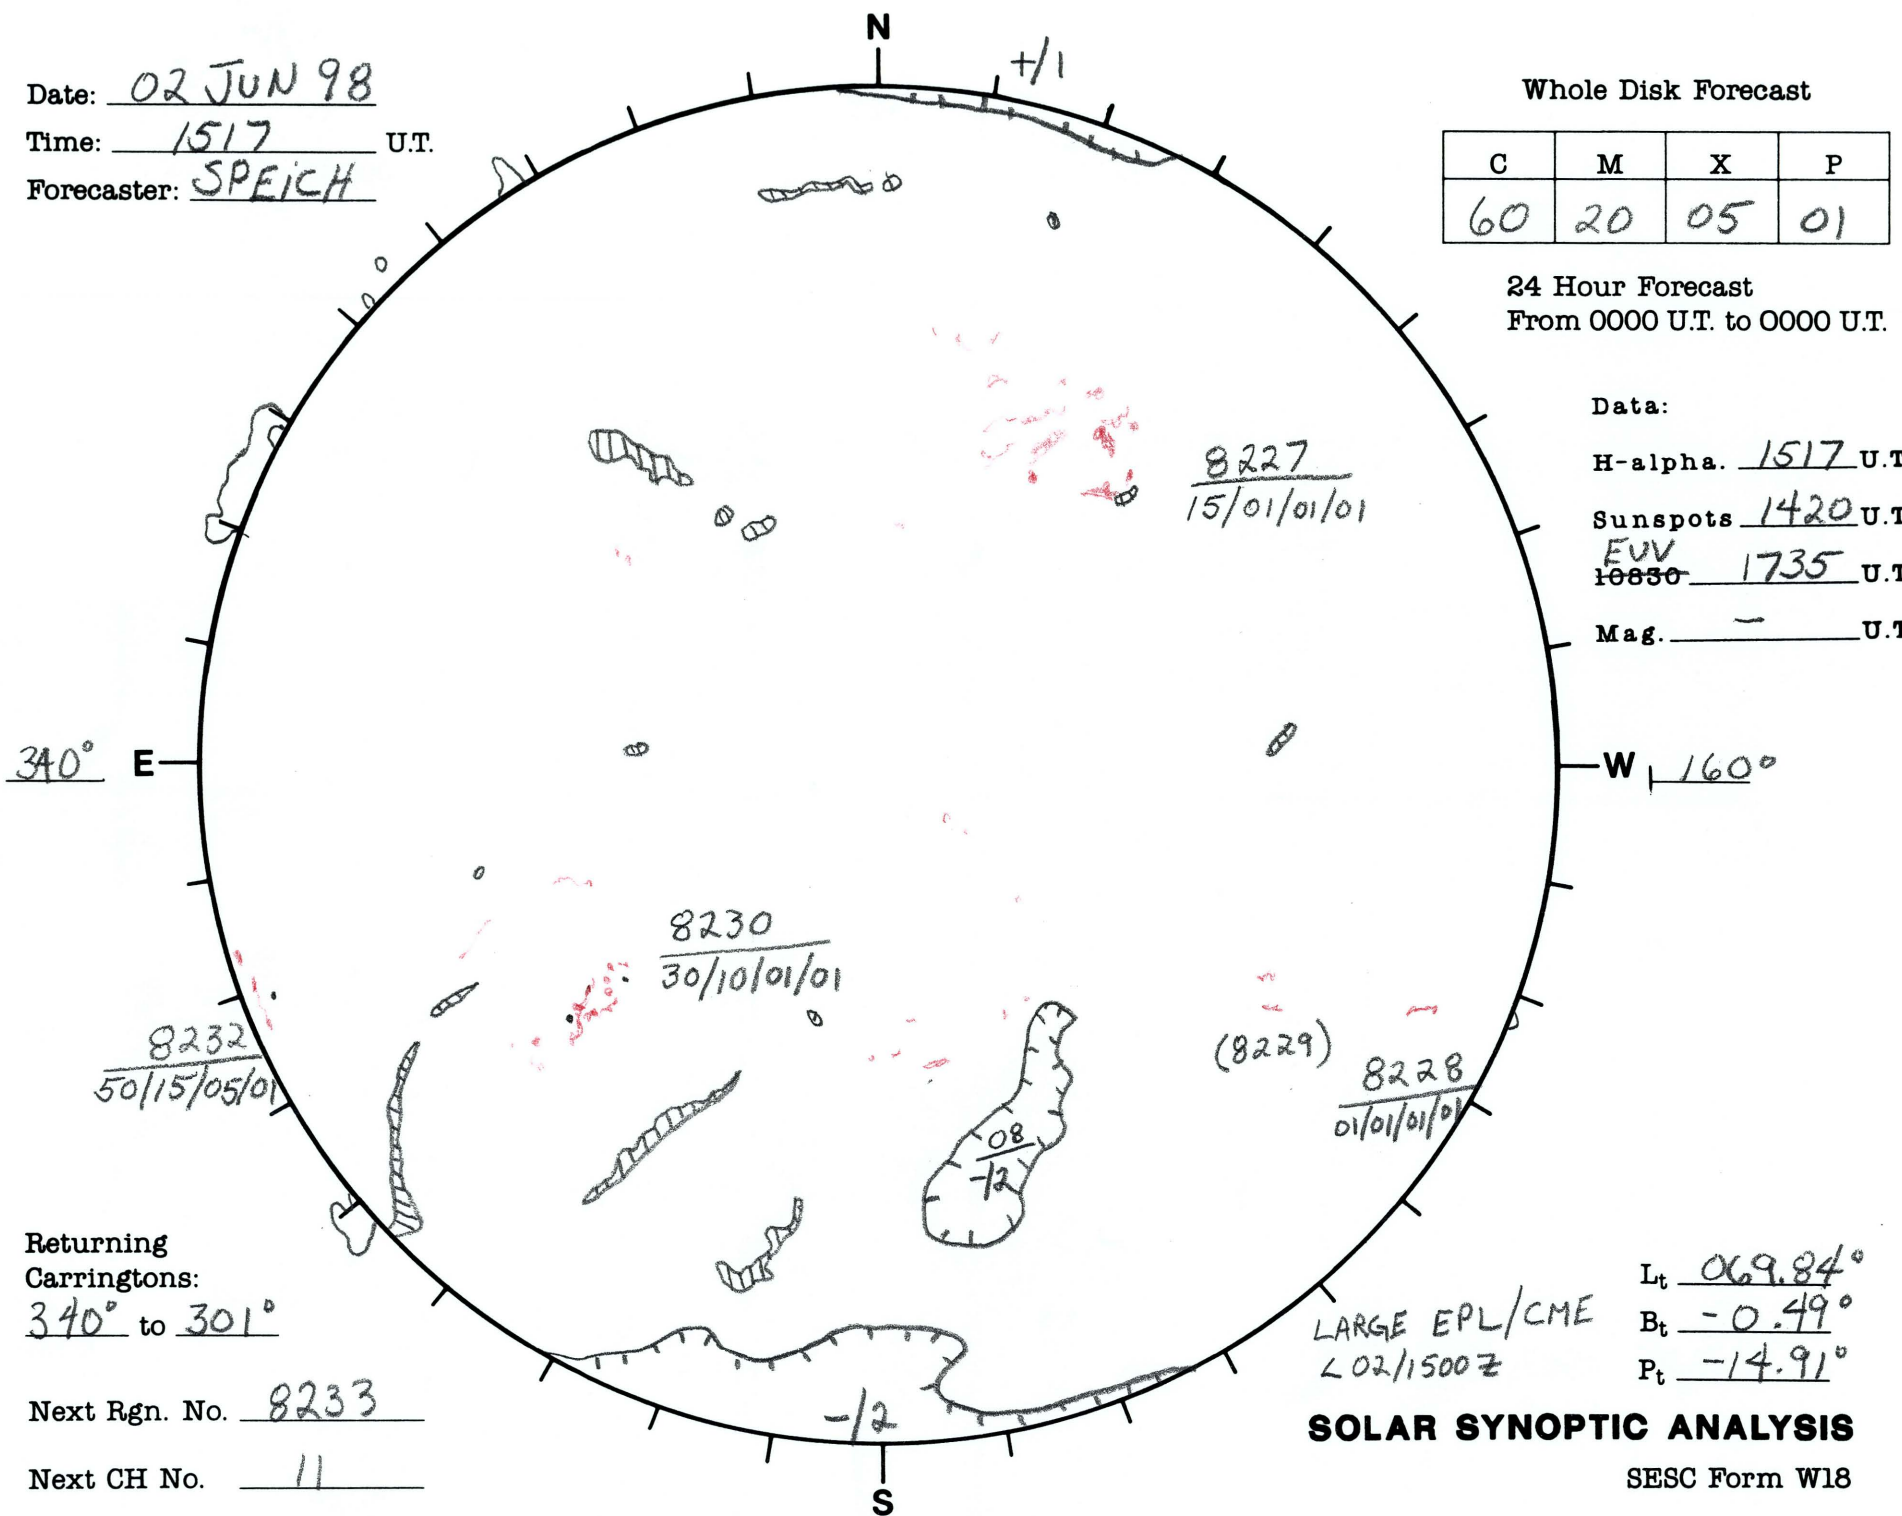 N
+/1
Date: 02 JUN 98
Time: 1517 U.T.
Forecaster: SPEiCH
Whole Disk Forecast
C M X P
60 20 05 01
24 Hour Forecast
From 0000 U.T. to 0000 U.T.
Data:
H-alpha. 1517 U.T
Sunspots 1420 U.T
EUV
10830 1735 U.T
Mag. — U.T
8227
15/01/01/01
340° E
W 160°
8230
30/10/01/01
8232
50/15/05/01
(8229)
8228
01/01/01/01
08
-/2
Returning
Carringtons:
340° to 301°
Next Rgn. No. 8233
Next CH No. 11
-/2
S
LARGE EPL/CME
< 02/1500Z
Lt 069.84°
Bt -0.49°
Pt -14.91°
SOLAR SYNOPTIC ANALYSIS
SESC Form W18